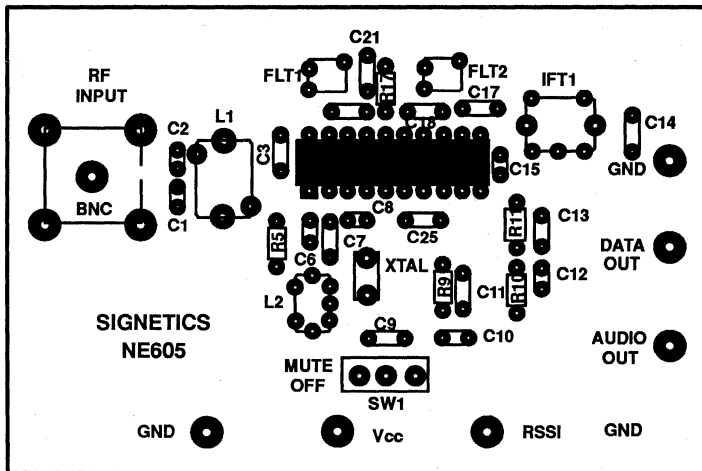 C21
RF
INPUT
FLT1
R17
FLT2
IFT1
C17
C2
L1
C18
C14
C3
C15
GND
BNC
C1
C8
R5
C7
C25
R11
C13
C6
XTAL
DATA
OUT
L2
R9
C11
R10
C12
SIGNETICS
NE605
C9
C10
AUDIO
OUT
MUTE
OFF
SW1
GND
Vcc
RSSI
GND